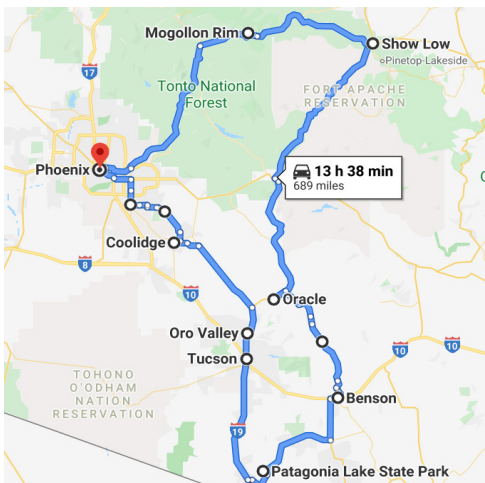 Mogollon Rim
Show Low
Pinetop-Lakeside
17
Tonto National
Forest
FORT APACHE
RESERVATION
Phoenix
13 h 38 min
689 miles
Coolidge
8
10
Oracle
Oro Valley
Tucson
10
10
TOHONO
O'ODHAM
NATION
RESERVATION
Benson
19
Patagonia Lake State Park